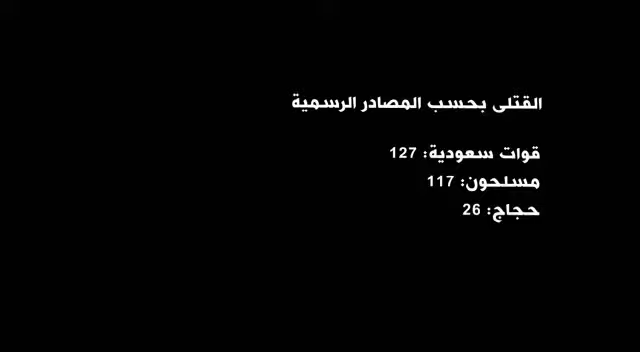 القتلى بحسب المصادر الرسمية
قوات سعودية: 127
مسلحون: 117
حجاج: 26